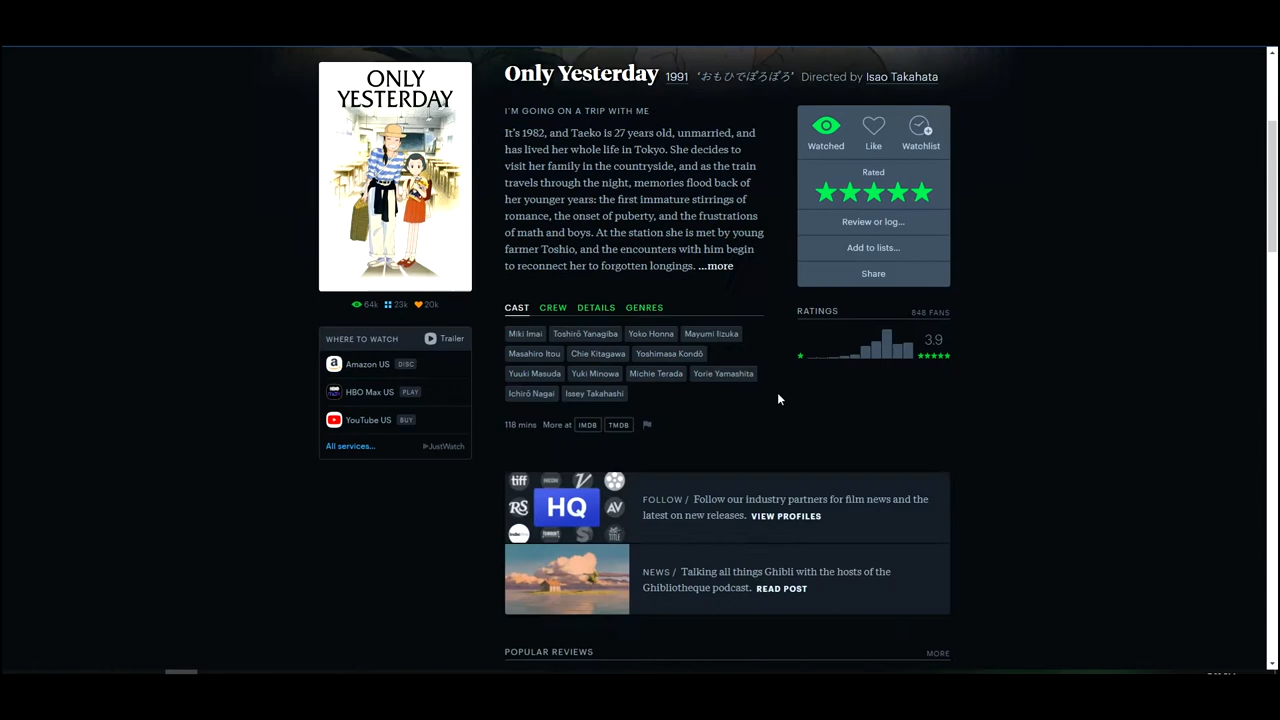 ONLY
YESTERDAY
64k 23k 20k
WHERE TO WATCH Trailer
Amazon US DISC
HBO Max US PLAY
YouTube US BUY
All services... JustWatch
Only Yesterday 1991 ‘おもひでぽろぽろ’ Directed by Isao Takahata
I'M GOING ON A TRIP WITH ME
It's 1982, and Taeko is 27 years old, unmarried, and
has lived her whole life in Tokyo. She decides to
visit her family in the countryside, and as the train
travels through the night, memories flood back of
her younger years: the first immature stirrings of
romance, the onset of puberty, and the frustrations
of math and boys. At the station she is met by young
farmer Toshio, and the encounters with him begin
to reconnect her to forgotten longings. ...more
CAST CREW DETAILS GENRES
Miki Imai Toshirō Yanagiba Yoko Honna Mayumi Iizuka
Masahiro Itou Chie Kitagawa Yoshimasa Kondō
Yuuki Masuda Yuki Minowa Michie Terada Yorie Yamashita
Ichirō Nagai Issey Takahashi
118 mins More at IMDB TMDB
Watched Like Watchlist
Rated
Review or log...
Add to lists...
Share
RATINGS 848 FANS
3.9
tiff
HQ
RS AV
FOLLOW / Follow our industry partners for film news and the
latest on new releases. VIEW PROFILES
NEWS / Talking all things Ghibli with the hosts of the
Ghibliotheque podcast. READ POST
POPULAR REVIEWS MORE